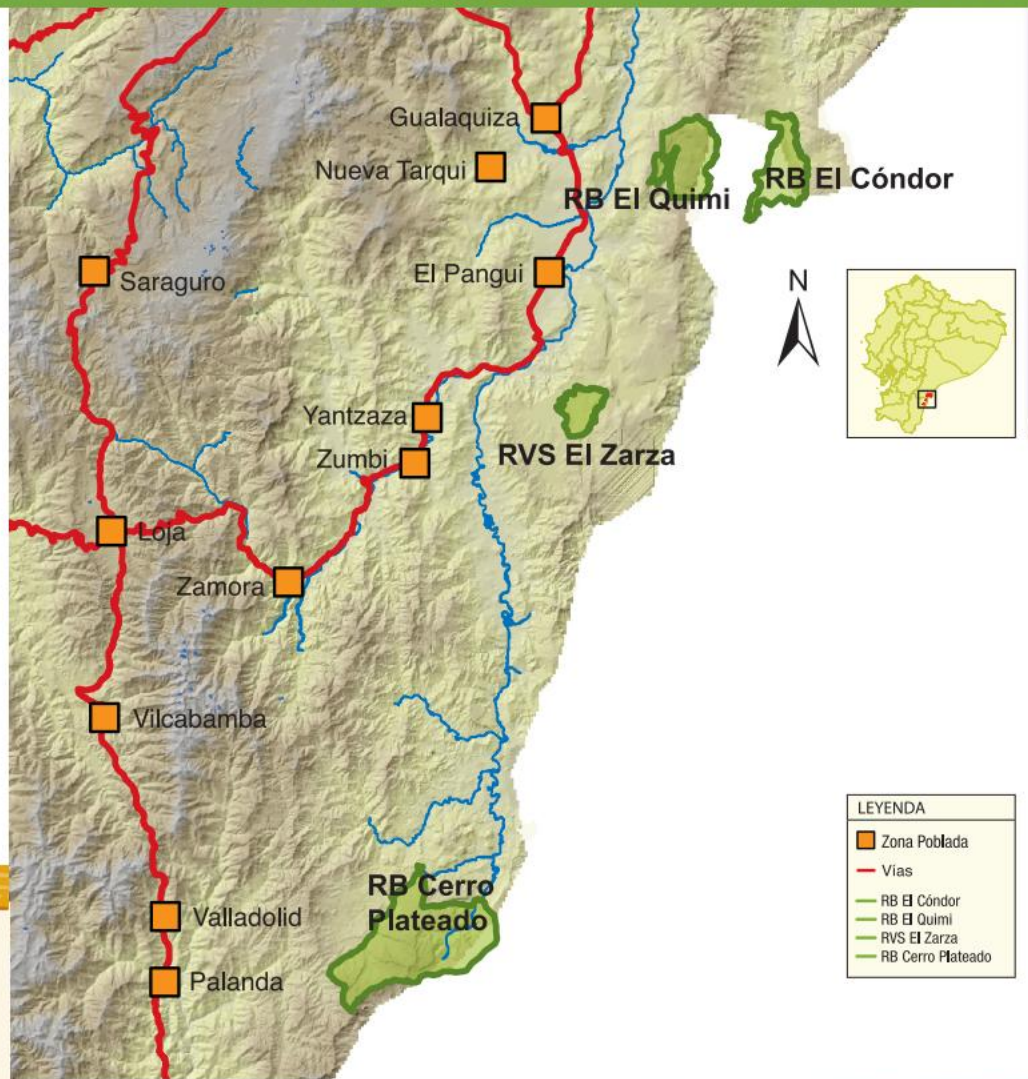 Gualaquiza
Nueva Tarqui
RB El Quimi
RB El Cóndor
Saraguro
El Pangui
N
Yantzaza
Zumbi
RVS El Zarza
Loja
Zamora
Vilcabamba
RB Cerro
Plateado
Valladolid
Palanda
LEYENDA
Zona Poblada
Vías
RB El Cóndor
RB El Quimi
RVS El Zarza
RB Cerro Plateado